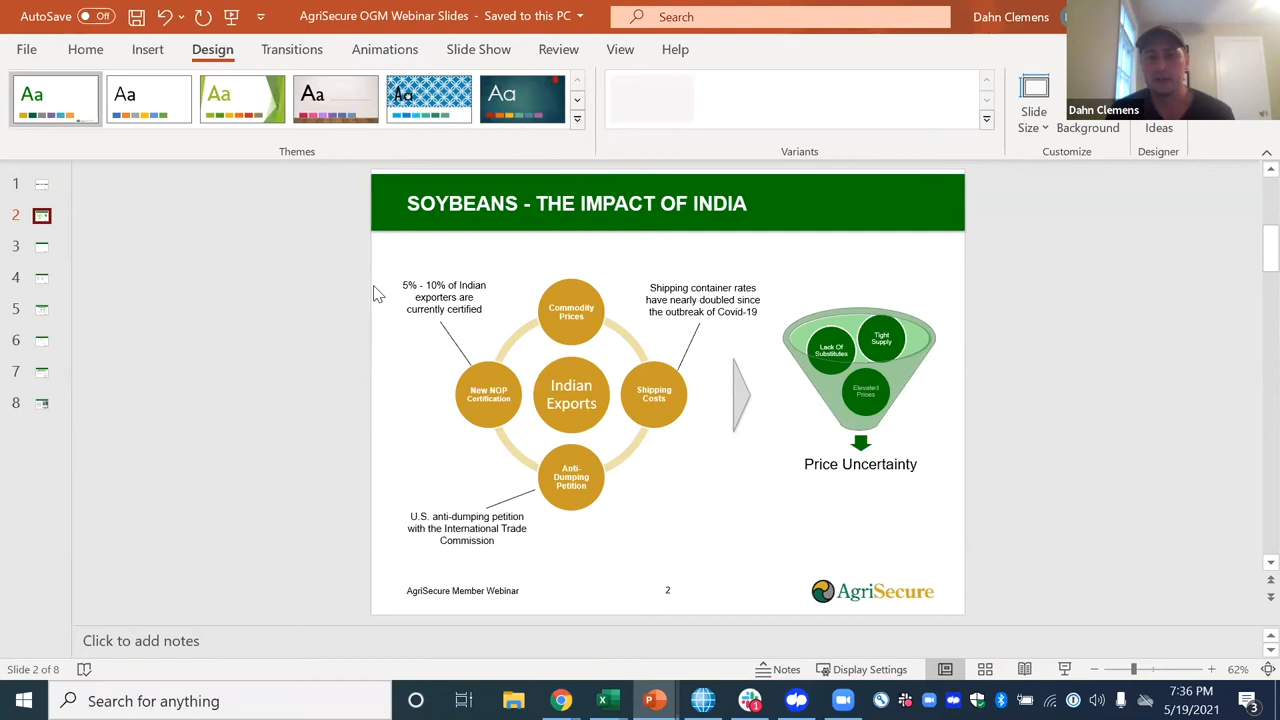 AutoSave Off
AgriSecure OGM Webinar Slides - Saved to this PC
Search
Dahn Clemens
File Home Insert Design Transitions Animations Slide Show Review View Help
Aa Aa Aa Aa Aa Aa
Slide
Size
Background
Ideas
Themes
Variants
Customize
Designer
Dahn Clemens
1
2
3
4
5
6
7
8
SOYBEANS - THE IMPACT OF INDIA
5% - 10% of Indian
exporters are
currently certified
Commodity
Prices
Shipping container rates
have nearly doubled since
the outbreak of Covid-19
New NOP
Certification
Indian
Exports
Shipping
Costs
Anti-
Dumping
Petition
U.S. anti-dumping petition
with the International Trade
Commission
Lack Of
Substitutes
Tight
Supply
Elevated
Prices
Price Uncertainty
AgriSecure Member Webinar
2
AgriSecure
Click to add notes
Slide 2 of 8
Notes
Display Settings
62%
Search for anything
1
7:36 PM
5/19/2021
3